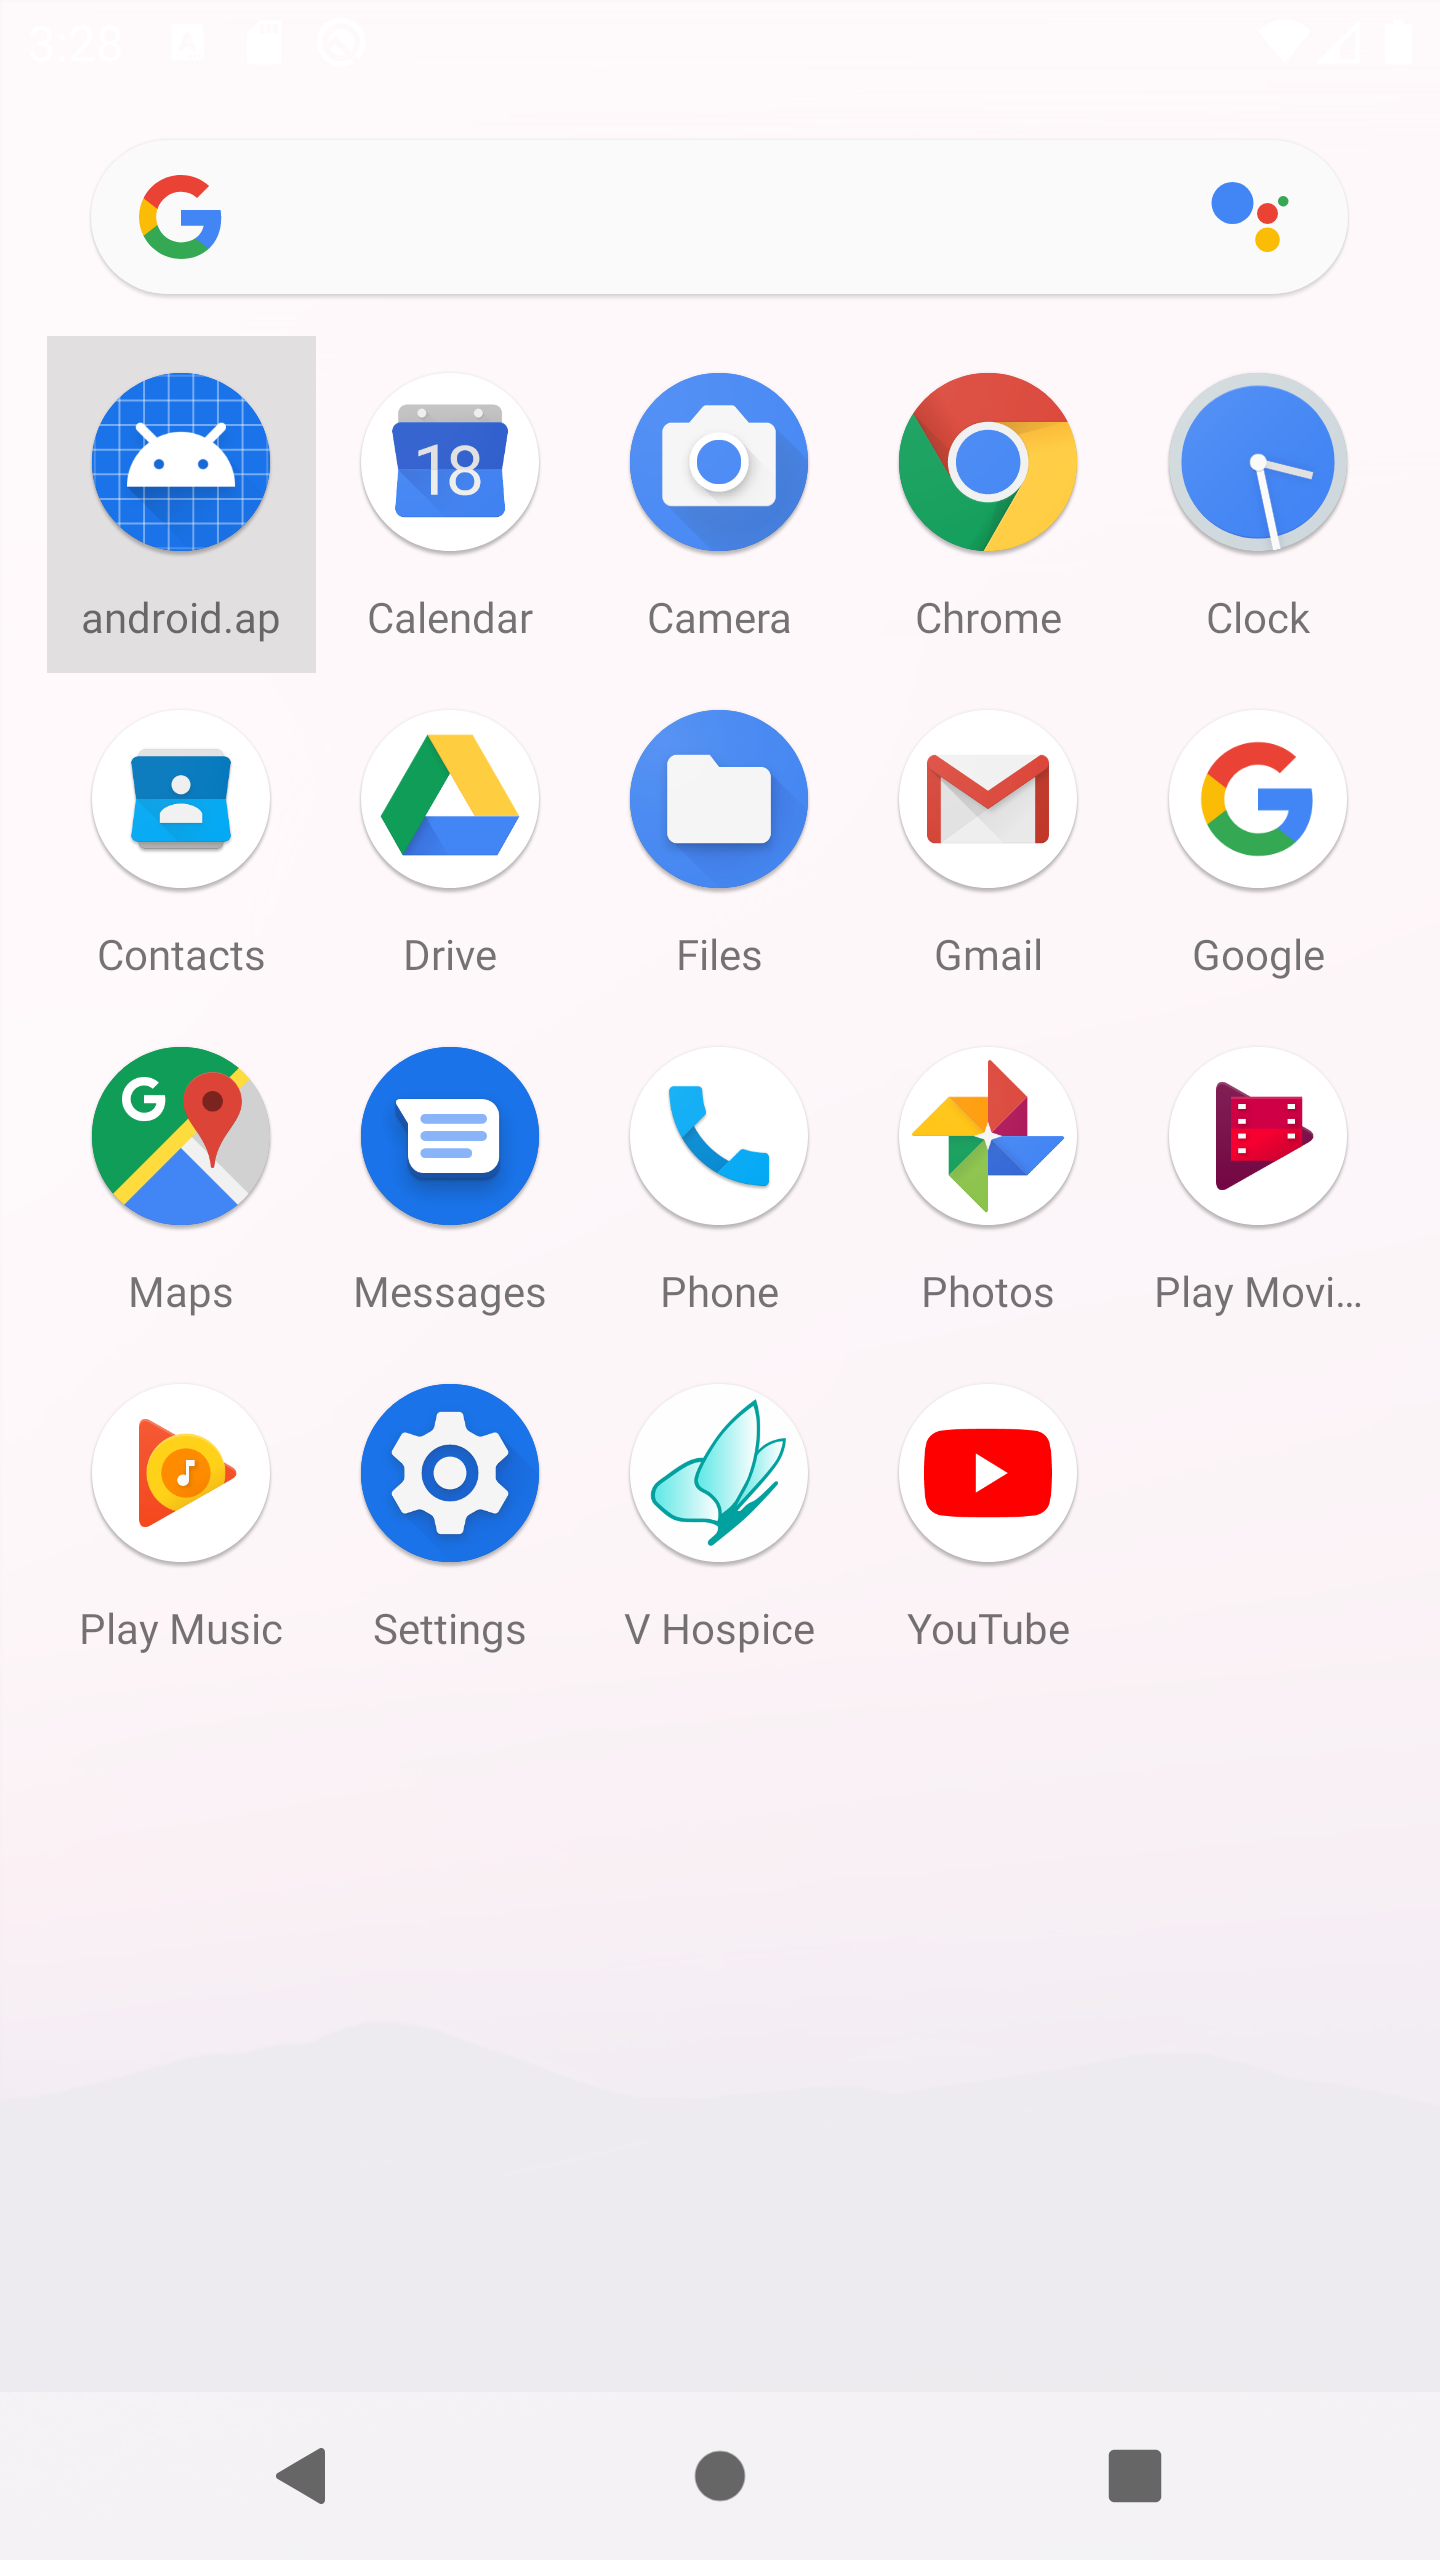 3:28
android.ap
Calendar
Camera
Chrome
Clock
18
Contacts
Drive
Files
Gmail
Google
Maps
Messages
Phone
Photos
Play Movi…
Play Music
Settings
V Hospice
YouTube